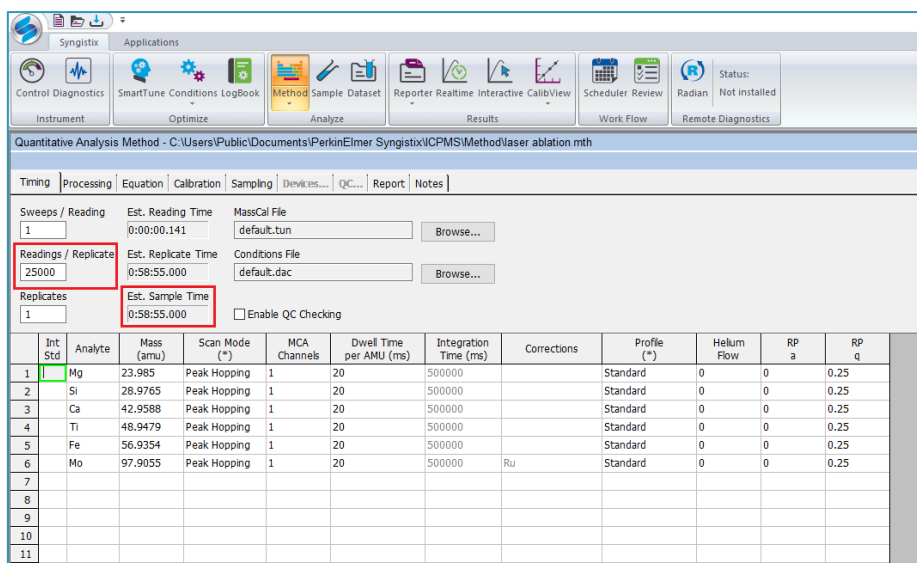 Syngistix Applications
Control Diagnostics SmartTune Conditions LogBook Method Sample Dataset Reporter Realtime Interactive CalibView Scheduler Review Radian Status:
Not installed
Instrument Optimize Analyze Results Work Flow Remote Diagnostics
Quantitative Analysis Method - C:\Users\Public\Documents\PerkinElmer Syngistix\ICPMS\Method\laser ablation.mth
Timing Processing Equation Calibration Sampling Devices... QC... Report Notes
Sweeps / Reading Est. Reading Time MassCal File
1 0:00:00.141 default.tun Browse...
Readings / Replicate Est. Replicate Time Conditions File
25000 0:58:55.000 default.dac Browse...
Replicates Est. Sample Time
1 0:58:55.000 Enable QC Checking
Int Std Analyte Mass (amu) Scan Mode (*) MCA Channels Dwell Time per AMU (ms) Integration Time (ms) Corrections Profile (*) Helium Flow RP a RP q
1 Mg 23.985 Peak Hopping 1 20 500000 Standard 0 0 0.25
2 Si 28.9765 Peak Hopping 1 20 500000 Standard 0 0 0.25
3 Ca 42.9588 Peak Hopping 1 20 500000 Standard 0 0 0.25
4 Ti 48.9479 Peak Hopping 1 20 500000 Standard 0 0 0.25
5 Fe 56.9354 Peak Hopping 1 20 500000 Standard 0 0 0.25
6 Mo 97.9055 Peak Hopping 1 20 500000 Ru Standard 0 0 0.25
7
8
9
10
11